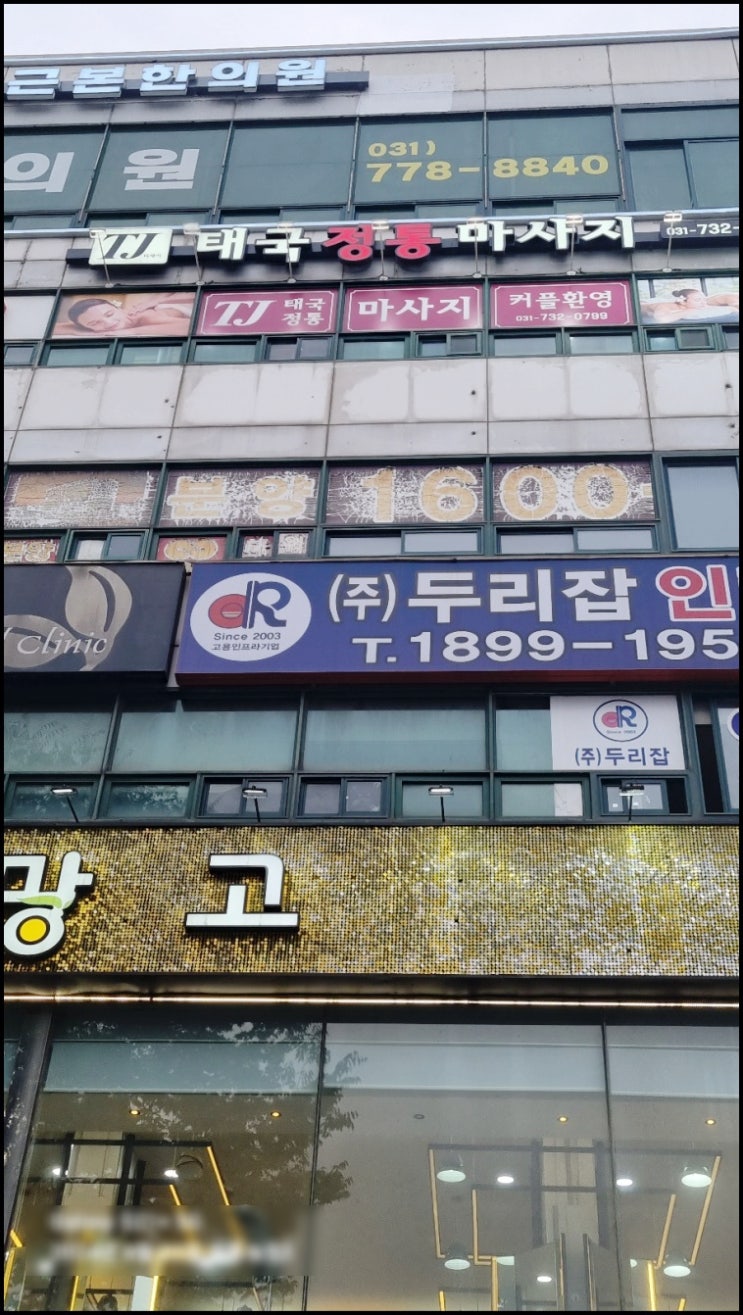 근본한의원
의원
031)
778-8840
TJ 태국정통마사지 031-732-
TJ 태국
정통
마사지
커플환영
031-732-0799
분양 1600-
Clinic
dR
Since 2003
고용인프라기업
(주)두리잡 인
T.1899-195
dR
Since 2003
(주)두리잡
망고